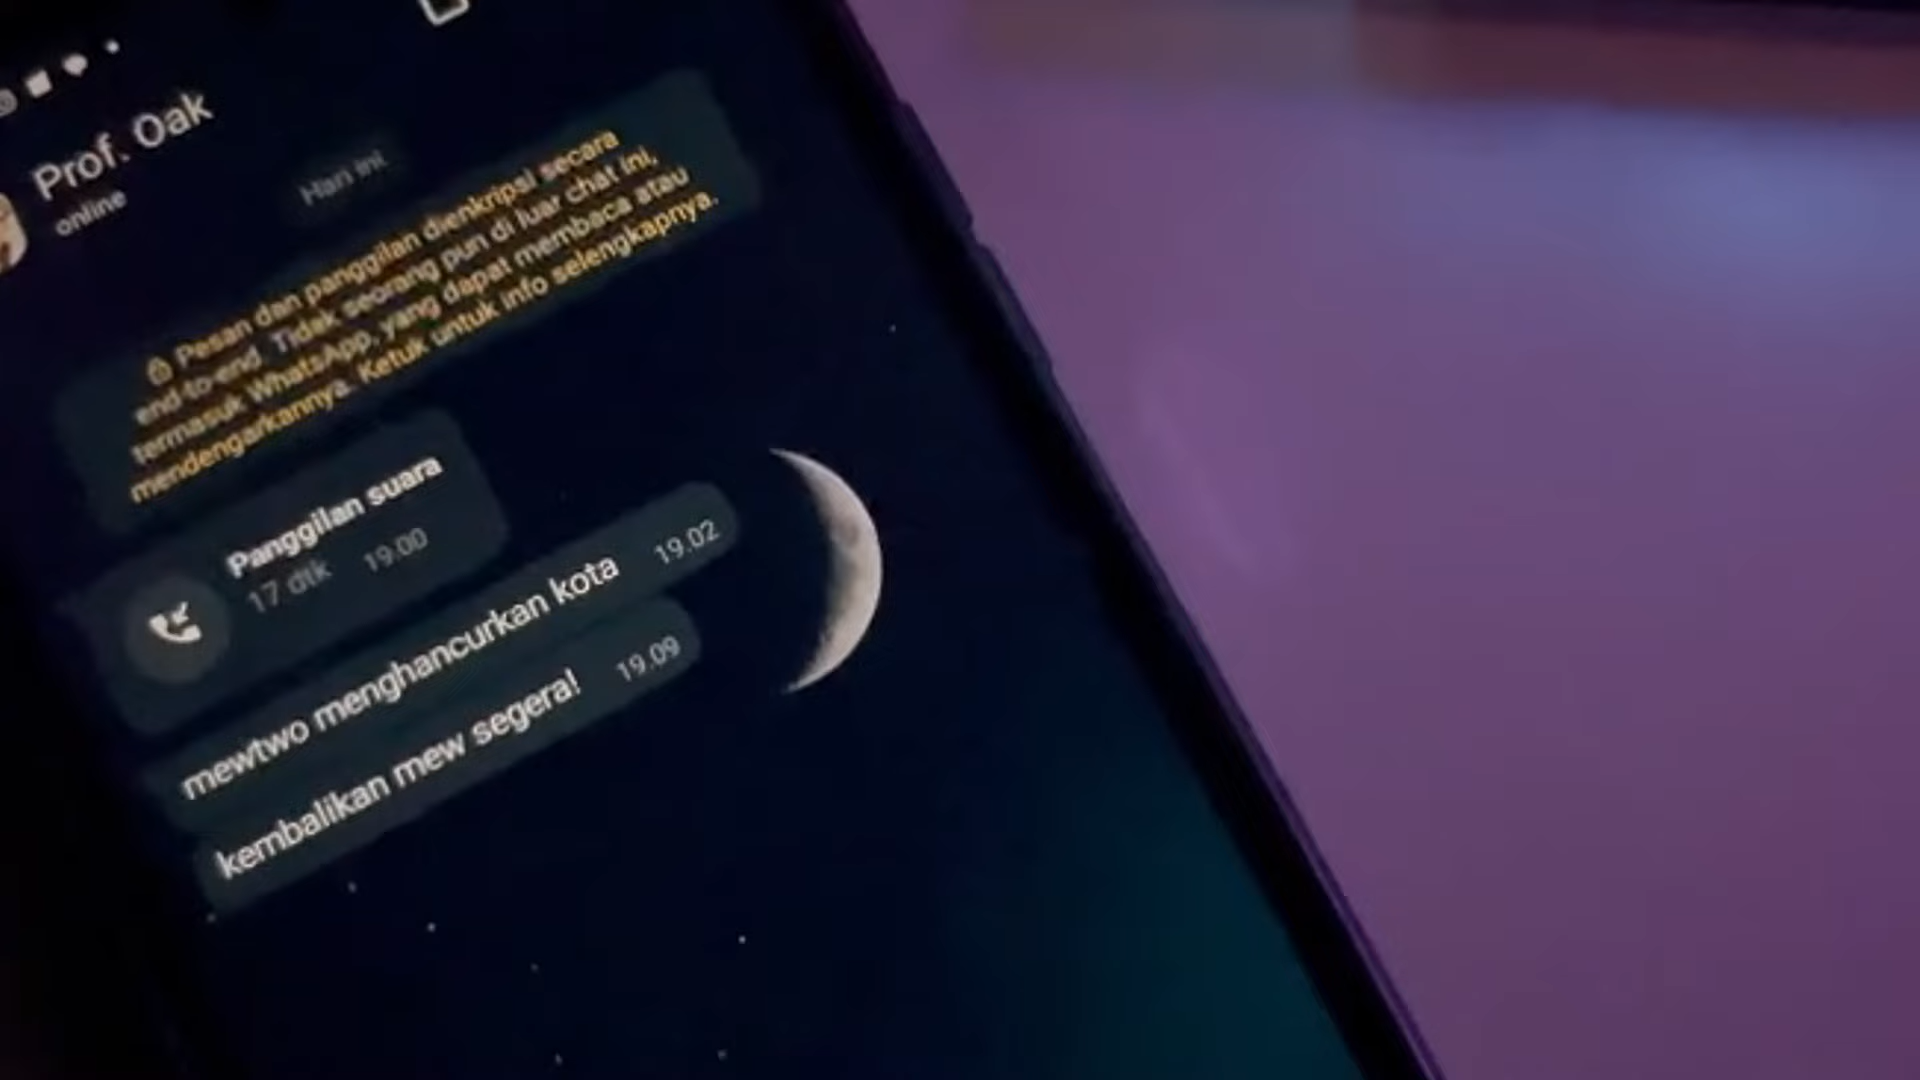 Prof. Oak
online
Hari ini
Pesan dan panggilan dienkripsi secara
end-to-end. Tidak seorang pun di luar chat ini,
termasuk WhatsApp, yang dapat membaca atau
mendengarkannya. Ketuk untuk info selengkapnya.
Panggilan suara
17 dtk 19.00
mewtwo menghancurkan kota 19.02
kembalikan mew segera! 19.09